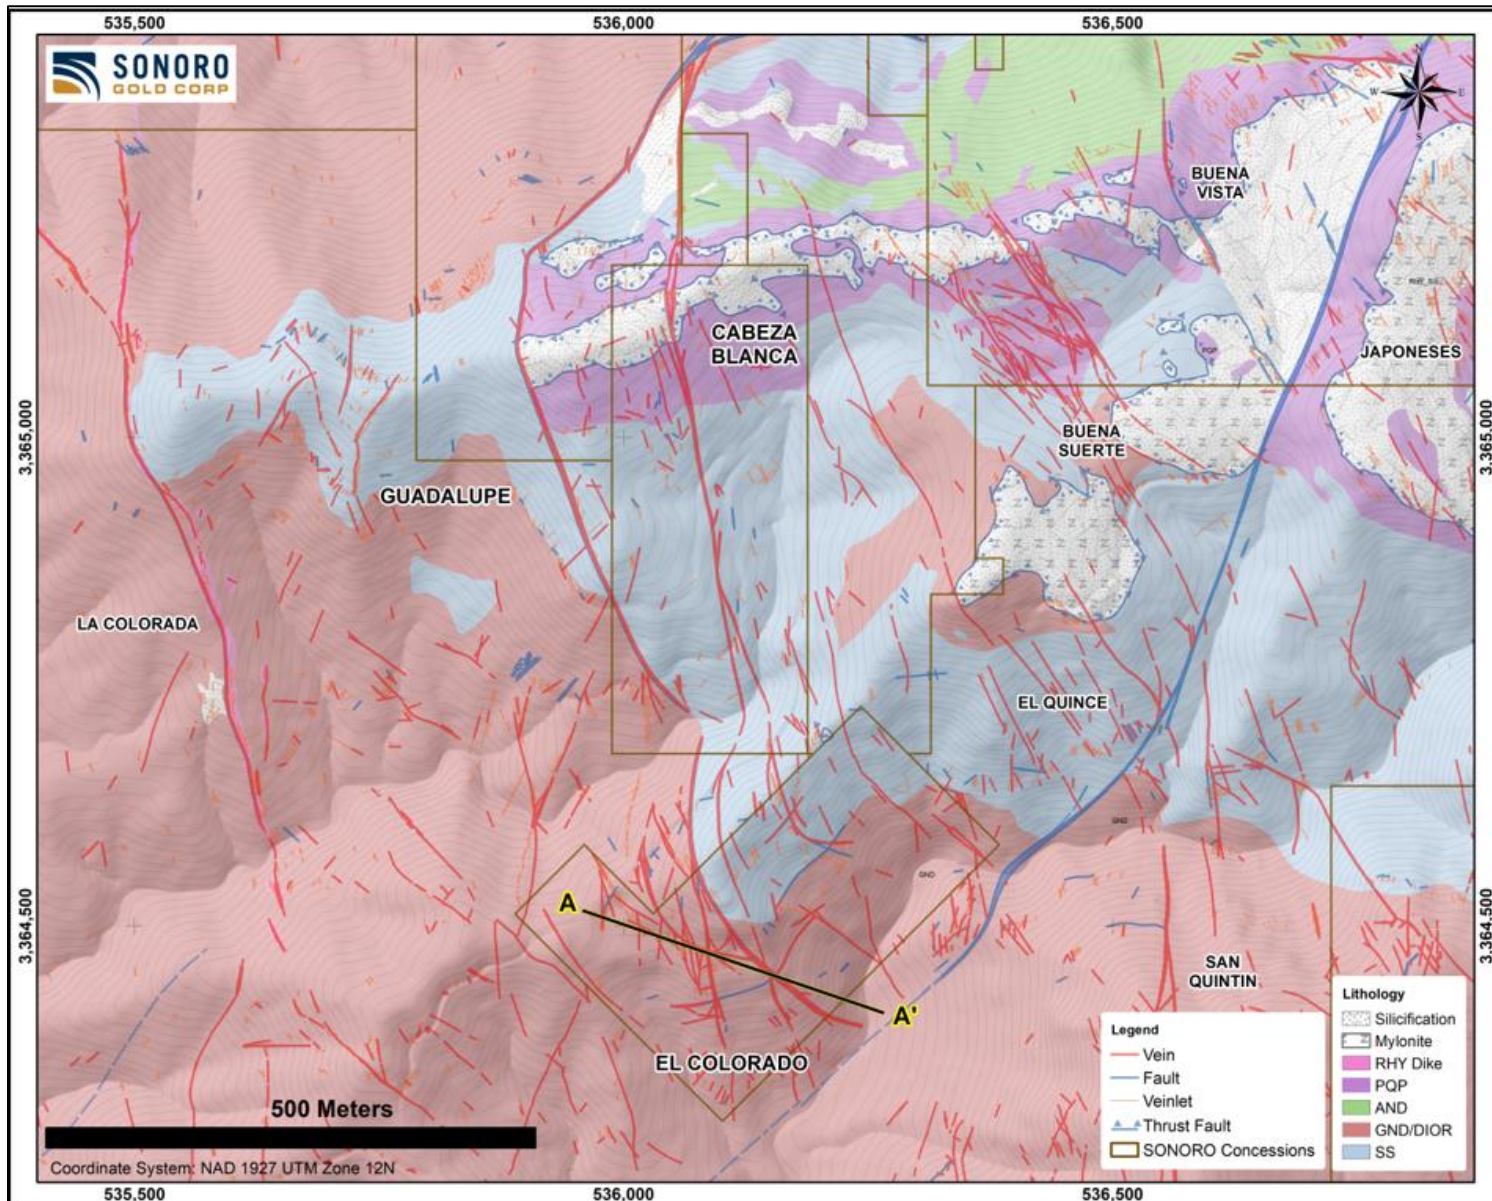 535,500
536,000
536,500
SONORO
GOLD CORP
N
W
E
S
BUENA
VISTA
CABEZA
BLANCA
PQP
JAPONESES
3,365,000
3,365,000
BUENA
SUERTE
GUADALUPE
LA COLORADA
EL QUINCE
GND
GND
A
3,364,500
3,364,500
SAN
QUINTIN
A'
EL COLORADO
Legend
Vein
Fault
Veinlet
Thrust Fault
SONORO Concessions
Lithology
Silicification
Mylonite
RHY Dike
PQP
AND
GND/DIOR
SS
500 Meters
Coordinate System: NAD 1927 UTM Zone 12N
535,500
536,000
536,500